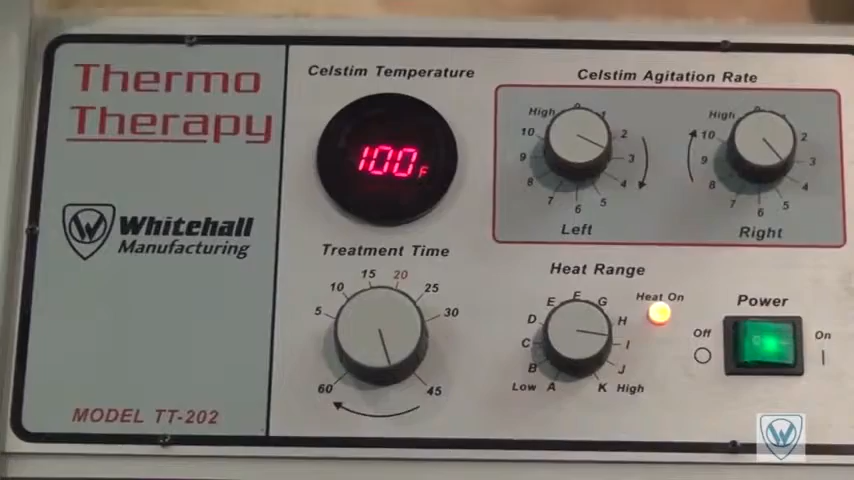 Thermo
Therapy
Whitehall
Manufacturing
MODEL TT-202
Celstim Temperature
100F
Treatment Time
5 10 15 20 25 30 45 60
Celstim Agitation Rate
High 1 2 3 4 5 6 7 8 9 10
Left
High 2 3 4 5 6 7 8 9 10
Right
Heat Range
Low A B C D E F G H I J K High
Heat On
Power
Off
On
W